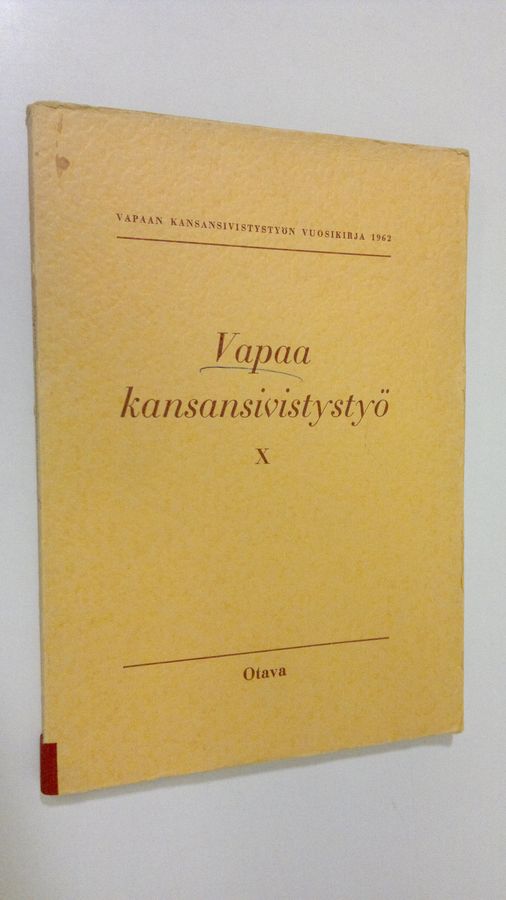 VAPAAN KANSANSIVISTYSTYÖN VUOSIKIRJA 1962
Vapaa
kansansivistystyö
X
Otava